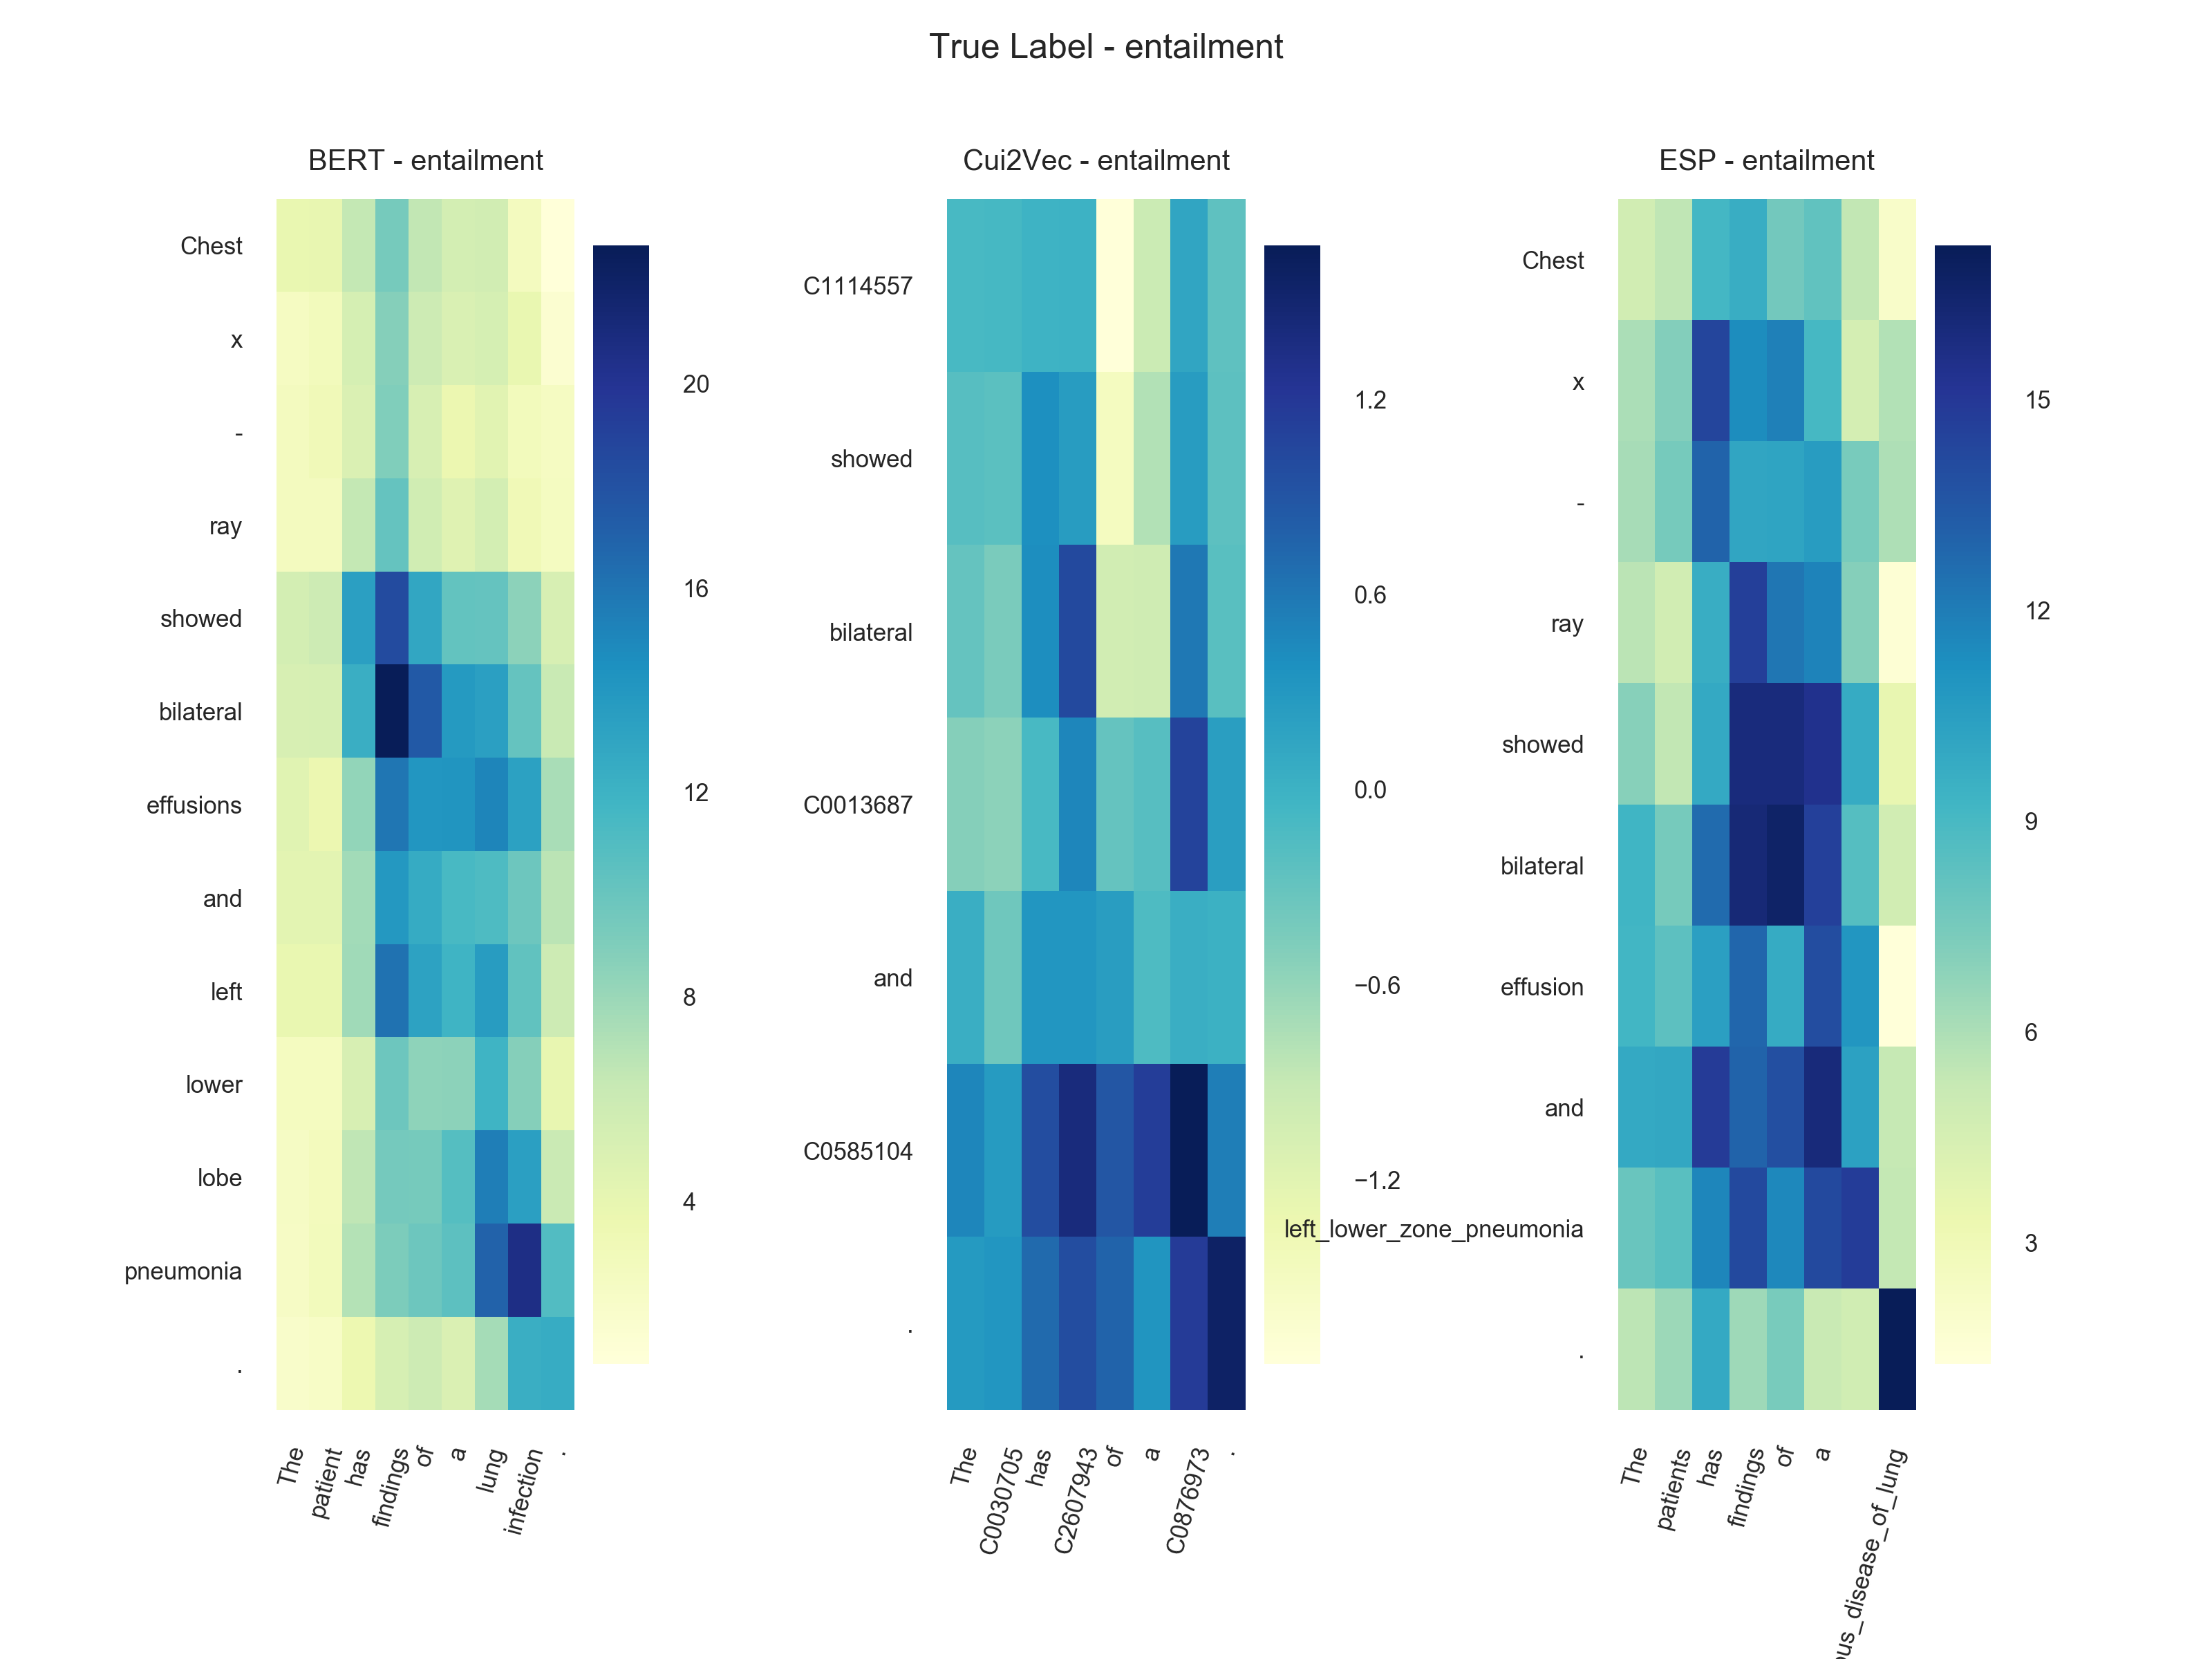 True Label - entailment
BERT - entailment
Chest
x
-
ray
showed
bilateral
effusions
and
left
lower
lobe
pneumonia
.
The
patient
has
findings
of
a
lung
infection
.
20
16
12
8
4
Cui2Vec - entailment
C1114557
showed
bilateral
C0013687
and
C0585104
.
The
C0030705
has
C2607943
of
a
C0876973
.
1.2
0.6
0.0
−0.6
−1.2
ESP - entailment
Chest
x
-
ray
showed
bilateral
effusion
and
left_lower_zone_pneumonia
.
The
patients
has
findings
of
a
ous_disease_of_lung
15
12
9
6
3